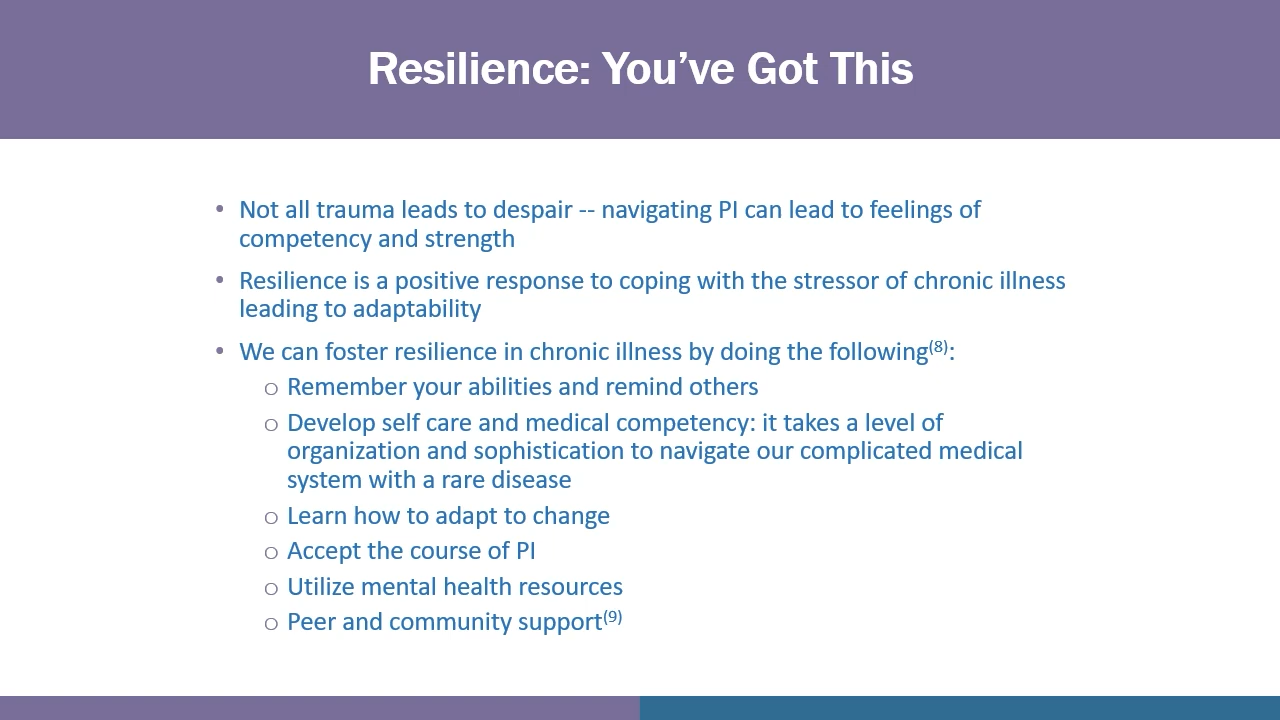 Resilience: You’ve Got This
• Not all trauma leads to despair -- navigating PI can lead to feelings of
competency and strength
• Resilience is a positive response to coping with the stressor of chronic illness
leading to adaptability
• We can foster resilience in chronic illness by doing the following(8):
o Remember your abilities and remind others
o Develop self care and medical competency: it takes a level of
organization and sophistication to navigate our complicated medical
system with a rare disease
o Learn how to adapt to change
o Accept the course of PI
o Utilize mental health resources
o Peer and community support(9)